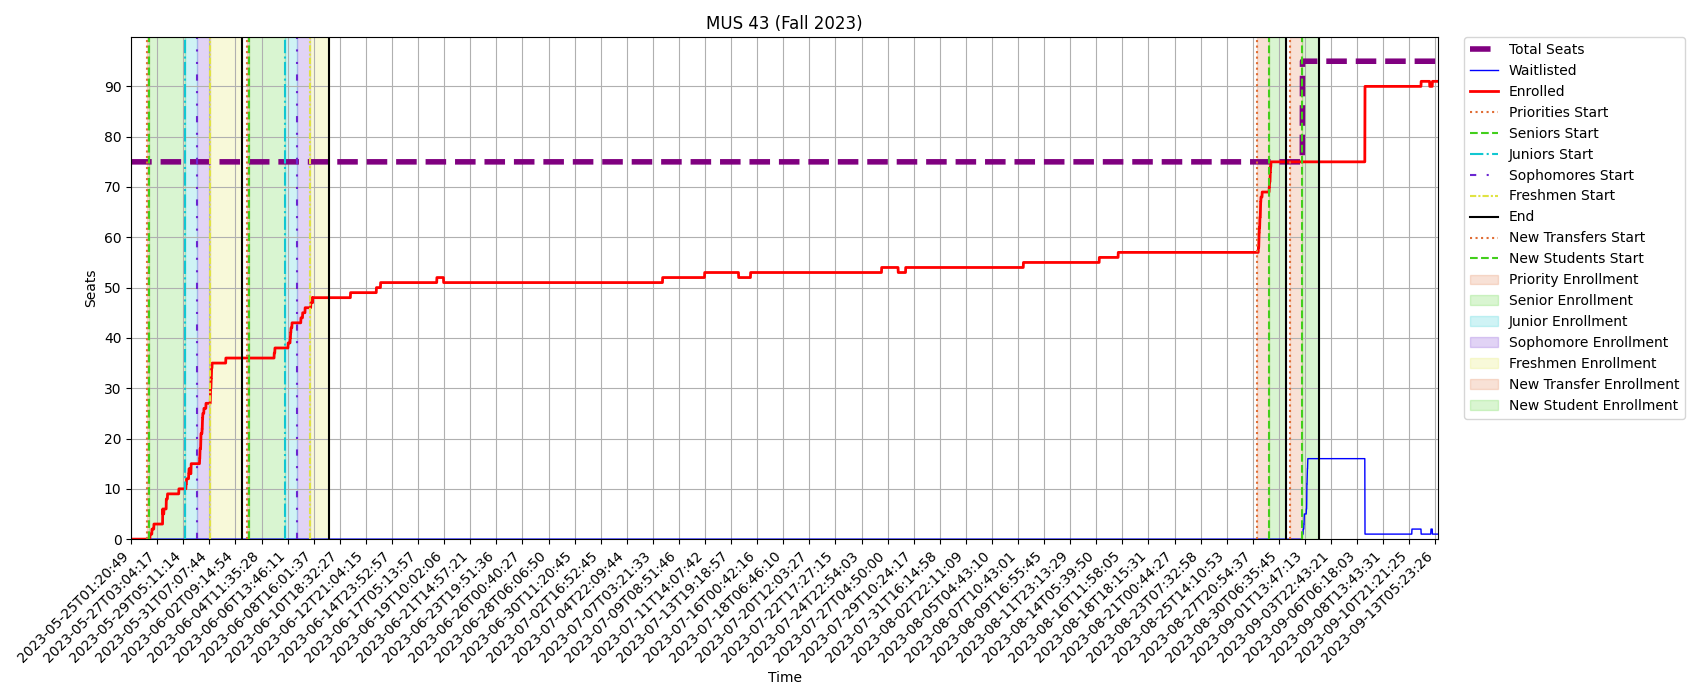 MUS 43 (Fall 2023)
Seats
90
80
70
60
50
40
30
20
10
0
2023-05-25T01:20:49
2023-05-27T03:04:17
2023-05-29T05:11:14
2023-05-31T07:07:44
2023-06-02T09:14:54
2023-06-04T11:35:28
2023-06-06T13:46:11
2023-06-08T16:01:37
2023-06-10T18:32:27
2023-06-12T21:04:15
2023-06-14T23:52:57
2023-06-17T05:13:57
2023-06-19T10:02:06
2023-06-21T14:57:21
2023-06-23T19:51:36
2023-06-26T00:40:27
2023-06-28T06:06:50
2023-06-30T11:20:45
2023-07-02T16:52:45
2023-07-04T22:09:44
2023-07-07T03:21:33
2023-07-09T08:51:46
2023-07-11T14:07:42
2023-07-13T19:18:57
2023-07-16T00:42:16
2023-07-18T06:46:10
2023-07-20T12:03:27
2023-07-22T17:27:15
2023-07-24T22:54:03
2023-07-27T04:50:00
2023-07-29T10:24:17
2023-07-31T16:14:58
2023-08-02T22:11:09
2023-08-05T04:43:10
2023-08-07T10:43:01
2023-08-09T16:55:45
2023-08-11T23:13:29
2023-08-14T05:39:50
2023-08-16T11:58:05
2023-08-18T18:15:31
2023-08-21T00:44:27
2023-08-23T07:32:58
2023-08-25T14:10:53
2023-08-27T20:54:37
2023-08-30T06:35:45
2023-09-01T13:47:13
2023-09-03T22:43:21
2023-09-06T06:18:03
2023-09-08T13:43:31
2023-09-10T21:21:25
2023-09-13T05:23:26
Time
Total Seats
Waitlisted
Enrolled
Priorities Start
Seniors Start
Juniors Start
Sophomores Start
Freshmen Start
End
New Transfers Start
New Students Start
Priority Enrollment
Senior Enrollment
Junior Enrollment
Sophomore Enrollment
Freshmen Enrollment
New Transfer Enrollment
New Student Enrollment